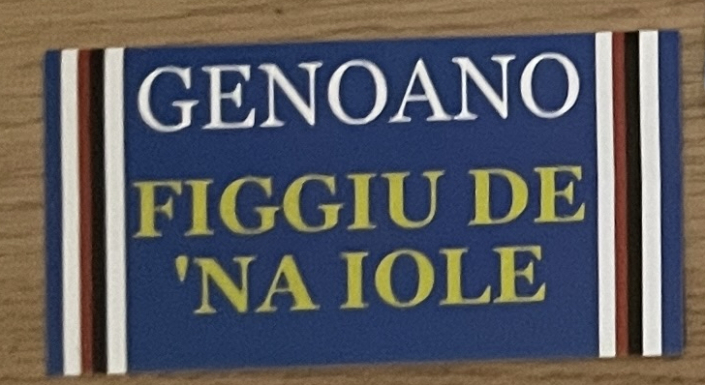 GENOANO
FIGGIU DE
'NA IOLE